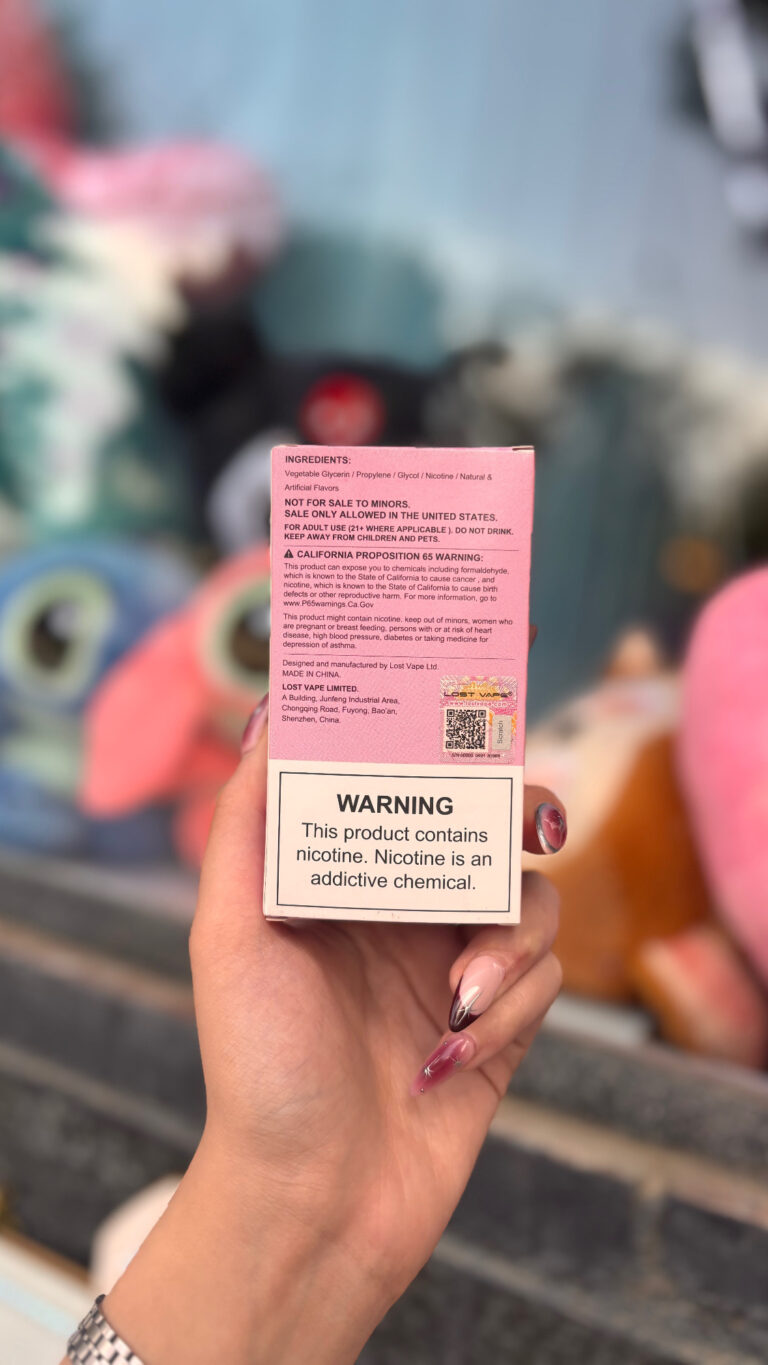 INGREDIENTS:
Vegetable Glycerin / Propylene / Glycol / Nicotine / Natural &
Artificial Flavors
NOT FOR SALE TO MINORS.
SALE ONLY ALLOWED IN THE UNITED STATES.
FOR ADULT USE (21+ WHERE APPLICABLE ). DO NOT DRINK.
KEEP AWAY FROM CHILDREN AND PETS.
⚠ CALIFORNIA PROPOSITION 65 WARNING:
This product can expose you to chemicals including formaldehyde,
which is known to the State of California to cause cancer , and
nicotine, which is known to the State of California to cause birth
defects or other reproductive harm. For more information, go to
www.P65warnings.Ca.Gov
This product might contain nicotine, keep out of minors, women who
are pregnant or breast feeding, persons with or at risk of heart
disease, high blood pressure, diabetes or taking medicine for
depression of asthma.
Designed and manufactured by Lost Vape Ltd.
MADE IN CHINA.
LOST VAPE LIMITED.
A Building, Junfeng Industrial Area,
Chongqing Road, Fuyong, Bao'an,
Shenzhen, China.
LOST VAPE
www.lostvape.com
Scratch
WARNING
This product contains
nicotine. Nicotine is an
addictive chemical.